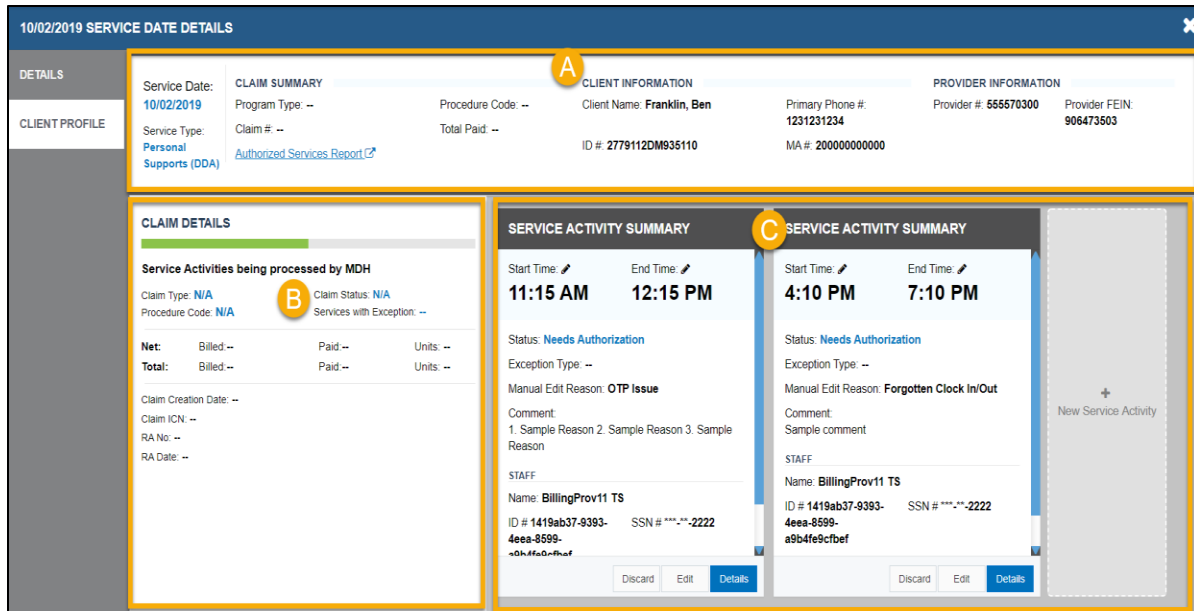 10/02/2019 SERVICE DATE DETAILS
DETAILS
CLIENT PROFILE
A
Service Date:
10/02/2019
Service Type:
Personal
Supports (DDA)
CLAIM SUMMARY
Program Type: --
Procedure Code: --
Claim #: --
Total Paid: --
Authorized Services Report
CLIENT INFORMATION
Client Name: Franklin, Ben
Primary Phone #:
1231231234
ID #: 2779112DM935110
MA #: 200000000000
PROVIDER INFORMATION
Provider #: 555570300
Provider FEIN:
906473503
CLAIM DETAILS
Service Activities being processed by MDH
Claim Type: N/A
B
Claim Status: N/A
Procedure Code: N/A
Services with Exception: --
Net: Billed:-- Paid:-- Units: --
Total: Billed:-- Paid:-- Units: --
Claim Creation Date: --
Claim ICN: --
RA No: --
RA Date: --
C
SERVICE ACTIVITY SUMMARY
Start Time: End Time:
11:15 AM 12:15 PM
Status: Needs Authorization
Exception Type: --
Manual Edit Reason: OTP Issue
Comment:
1. Sample Reason 2. Sample Reason 3. Sample
Reason
STAFF
Name: BillingProv11 TS
ID # 1419ab37-9393-
4eea-8599-
a9b4fe9cfbef
SSN # ***-**-2222
Discard Edit Details
SERVICE ACTIVITY SUMMARY
Start Time: End Time:
4:10 PM 7:10 PM
Status: Needs Authorization
Exception Type: --
Manual Edit Reason: Forgotten Clock In/Out
Comment:
Sample comment
STAFF
Name: BillingProv11 TS
ID # 1419ab37-9393-
4eea-8599-
a9b4fe9cfbef
SSN # ***-**-2222
Discard Edit Details
+
New Service Activity